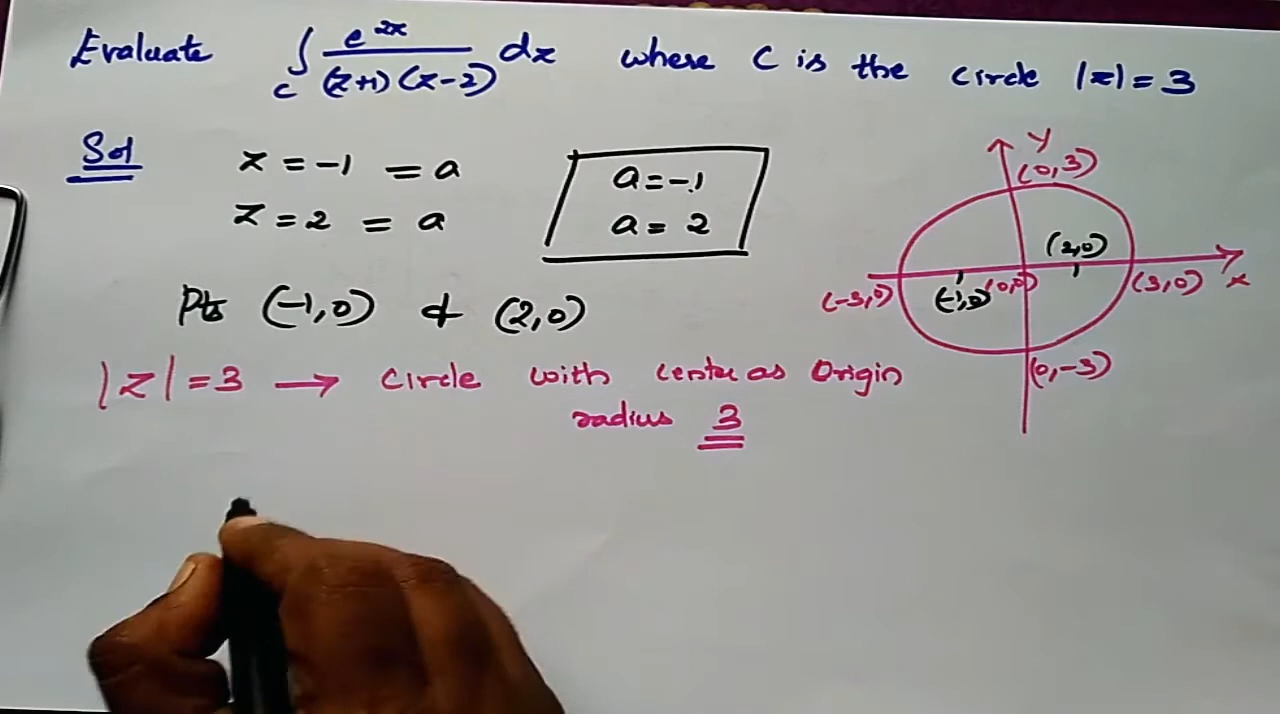 Evaluate ∫_C e^{2z}/((z+1)(z-2)) dz where C is the circle |z| = 3
Sol
z = -1 = a
z = 2 = a
a = -1
a = 2
Pts (-1,0) & (2,0)
|z| = 3 → circle with center as Origin
radius 3
y
(0,3)
(2,0)
(-3,0)
(-1,0)
(0,0)
(3,0)
x
(0,-3)